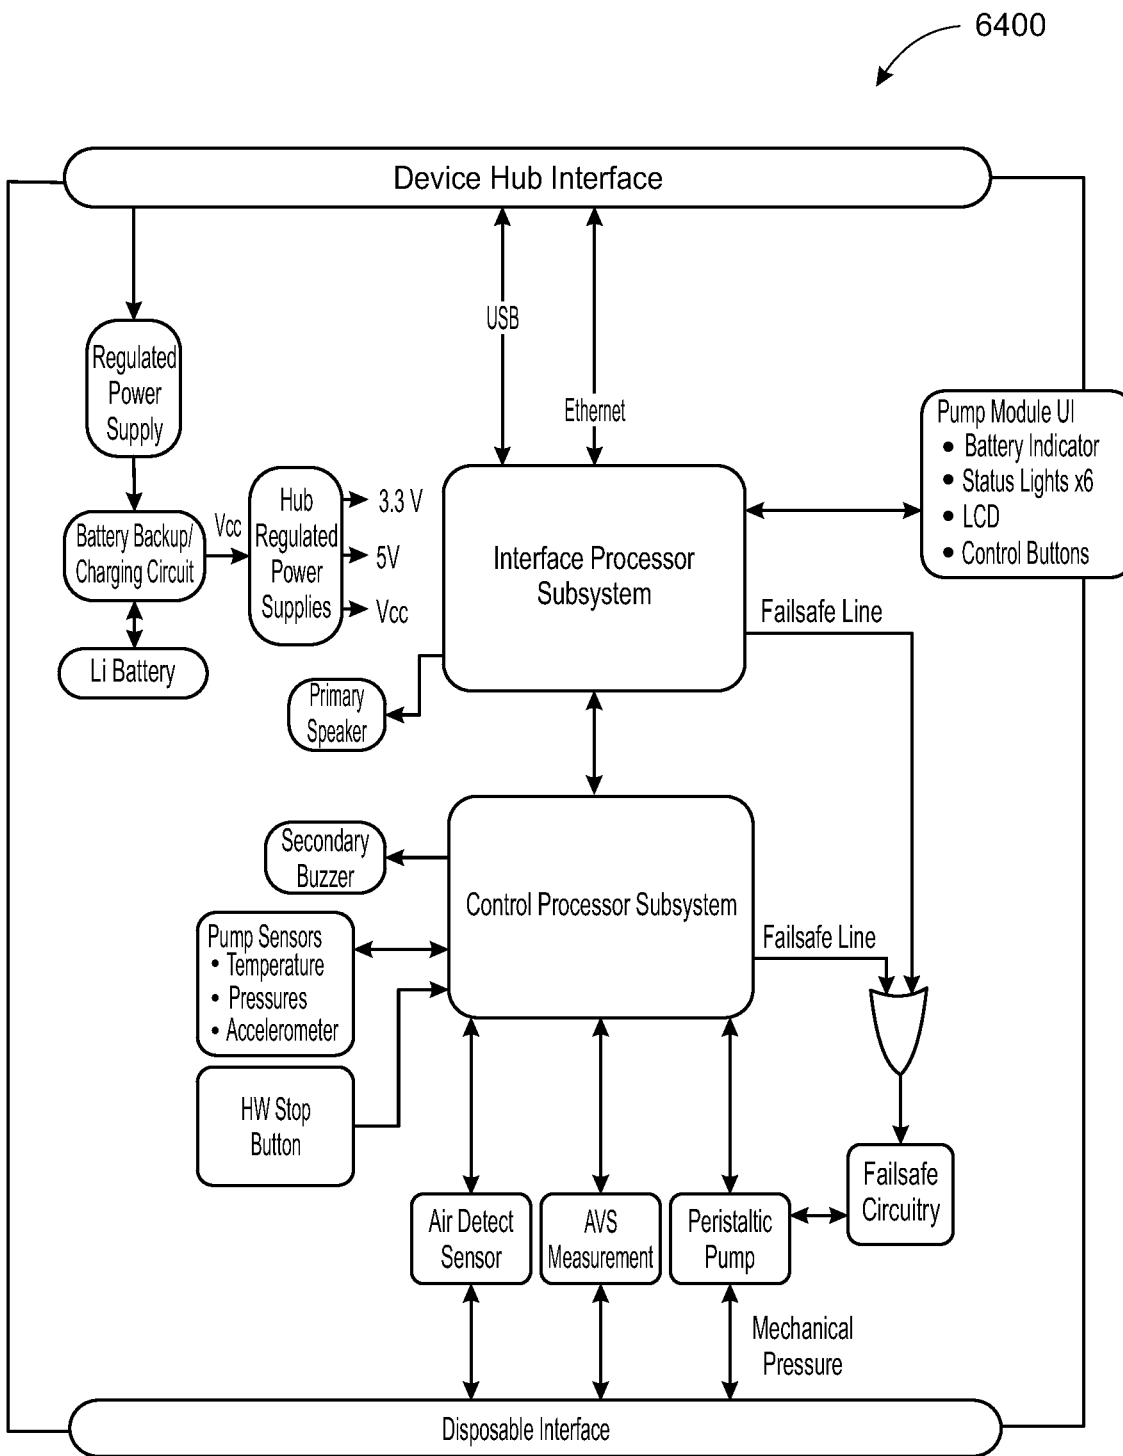 6400
Device Hub Interface
USB
Ethernet
Regulated
Power
Supply
Pump Module UI
• Battery Indicator
• Status Lights x6
• LCD
• Control Buttons
Battery Backup/
Charging Circuit
Vcc
Hub
Regulated
Power
Supplies
3.3 V
5V
Vcc
Interface Processor
Subsystem
Failsafe Line
Li Battery
Primary
Speaker
Secondary
Buzzer
Control Processor Subsystem
Failsafe Line
Pump Sensors
• Temperature
• Pressures
• Accelerometer
HW Stop
Button
Air Detect
Sensor
AVS
Measurement
Peristaltic
Pump
Failsafe
Circuitry
Mechanical
Pressure
Disposable Interface